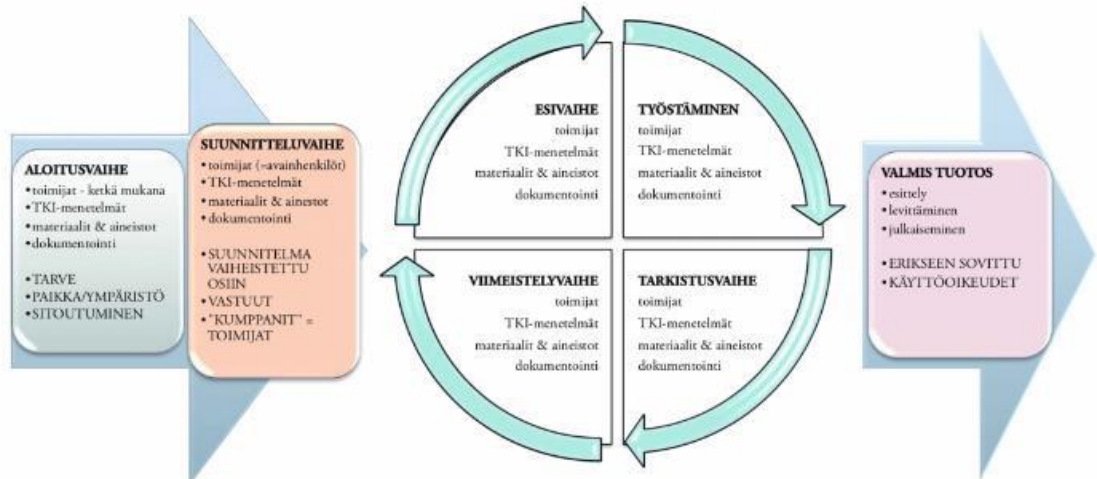 ALOITUSVAIHE
•toimijat - ketkä mukana
•TKI-menetelmät
•materiaalit & aineistot
•dokumentointi
•TARVE
•PAIKKA/YMPÄRISTÖ
•SITOUTUMINEN
SUUNNITTELUVAIHE
•toimijat (=avainhenkilöt)
•TKI-menetelmät
•materiaalit & ainestot
•dokumentointi
•SUUNNITELMA
VAIHEISTETTU
OSIIN
•VASTUUT
•"KUMPPANIT" =
TOIMIJAT
ESIVAIHE
toimijat
TKI-menetelmät
materiaalit & aineistot
dokumentointi
TYÖSTÄMINEN
toimijat
TKI-menetelmät
materiaalit & aineistot
dokumentointi
VIIMEISTELYVAIHE
toimijat
TKI-menetelmät
materiaalit & aineistot
dokumentointi
TARKISTUSVAIHE
toimijat
TKI-menetelmät
materiaalit & aineistot
dokumentointi
VALMIS TUOTOS
•esittely
•levittäminen
•julkaiseminen
•ERIKSEEN SOVITTU
•KÄYTTÖOIKEUDET